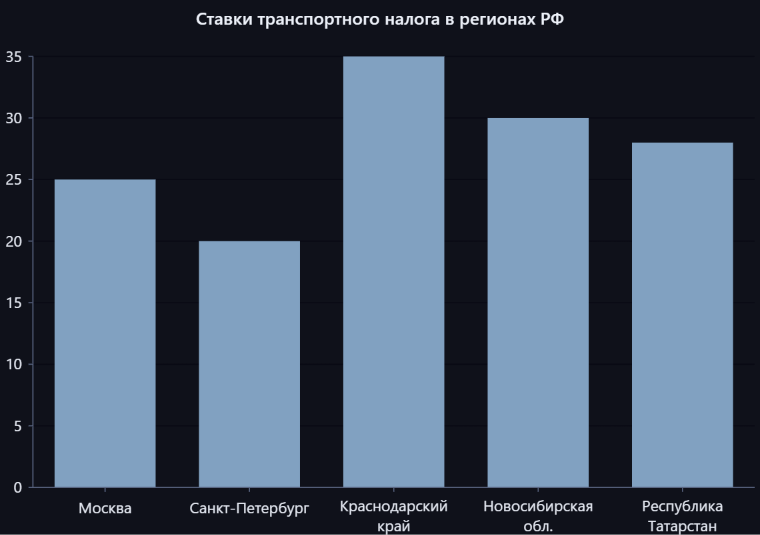 Ставки транспортного налога в регионах РФ
35
30
25
20
15
10
5
0
Москва
Санкт-Петербург
Краснодарский
край
Новосибирская
обл.
Республика
Татарстан